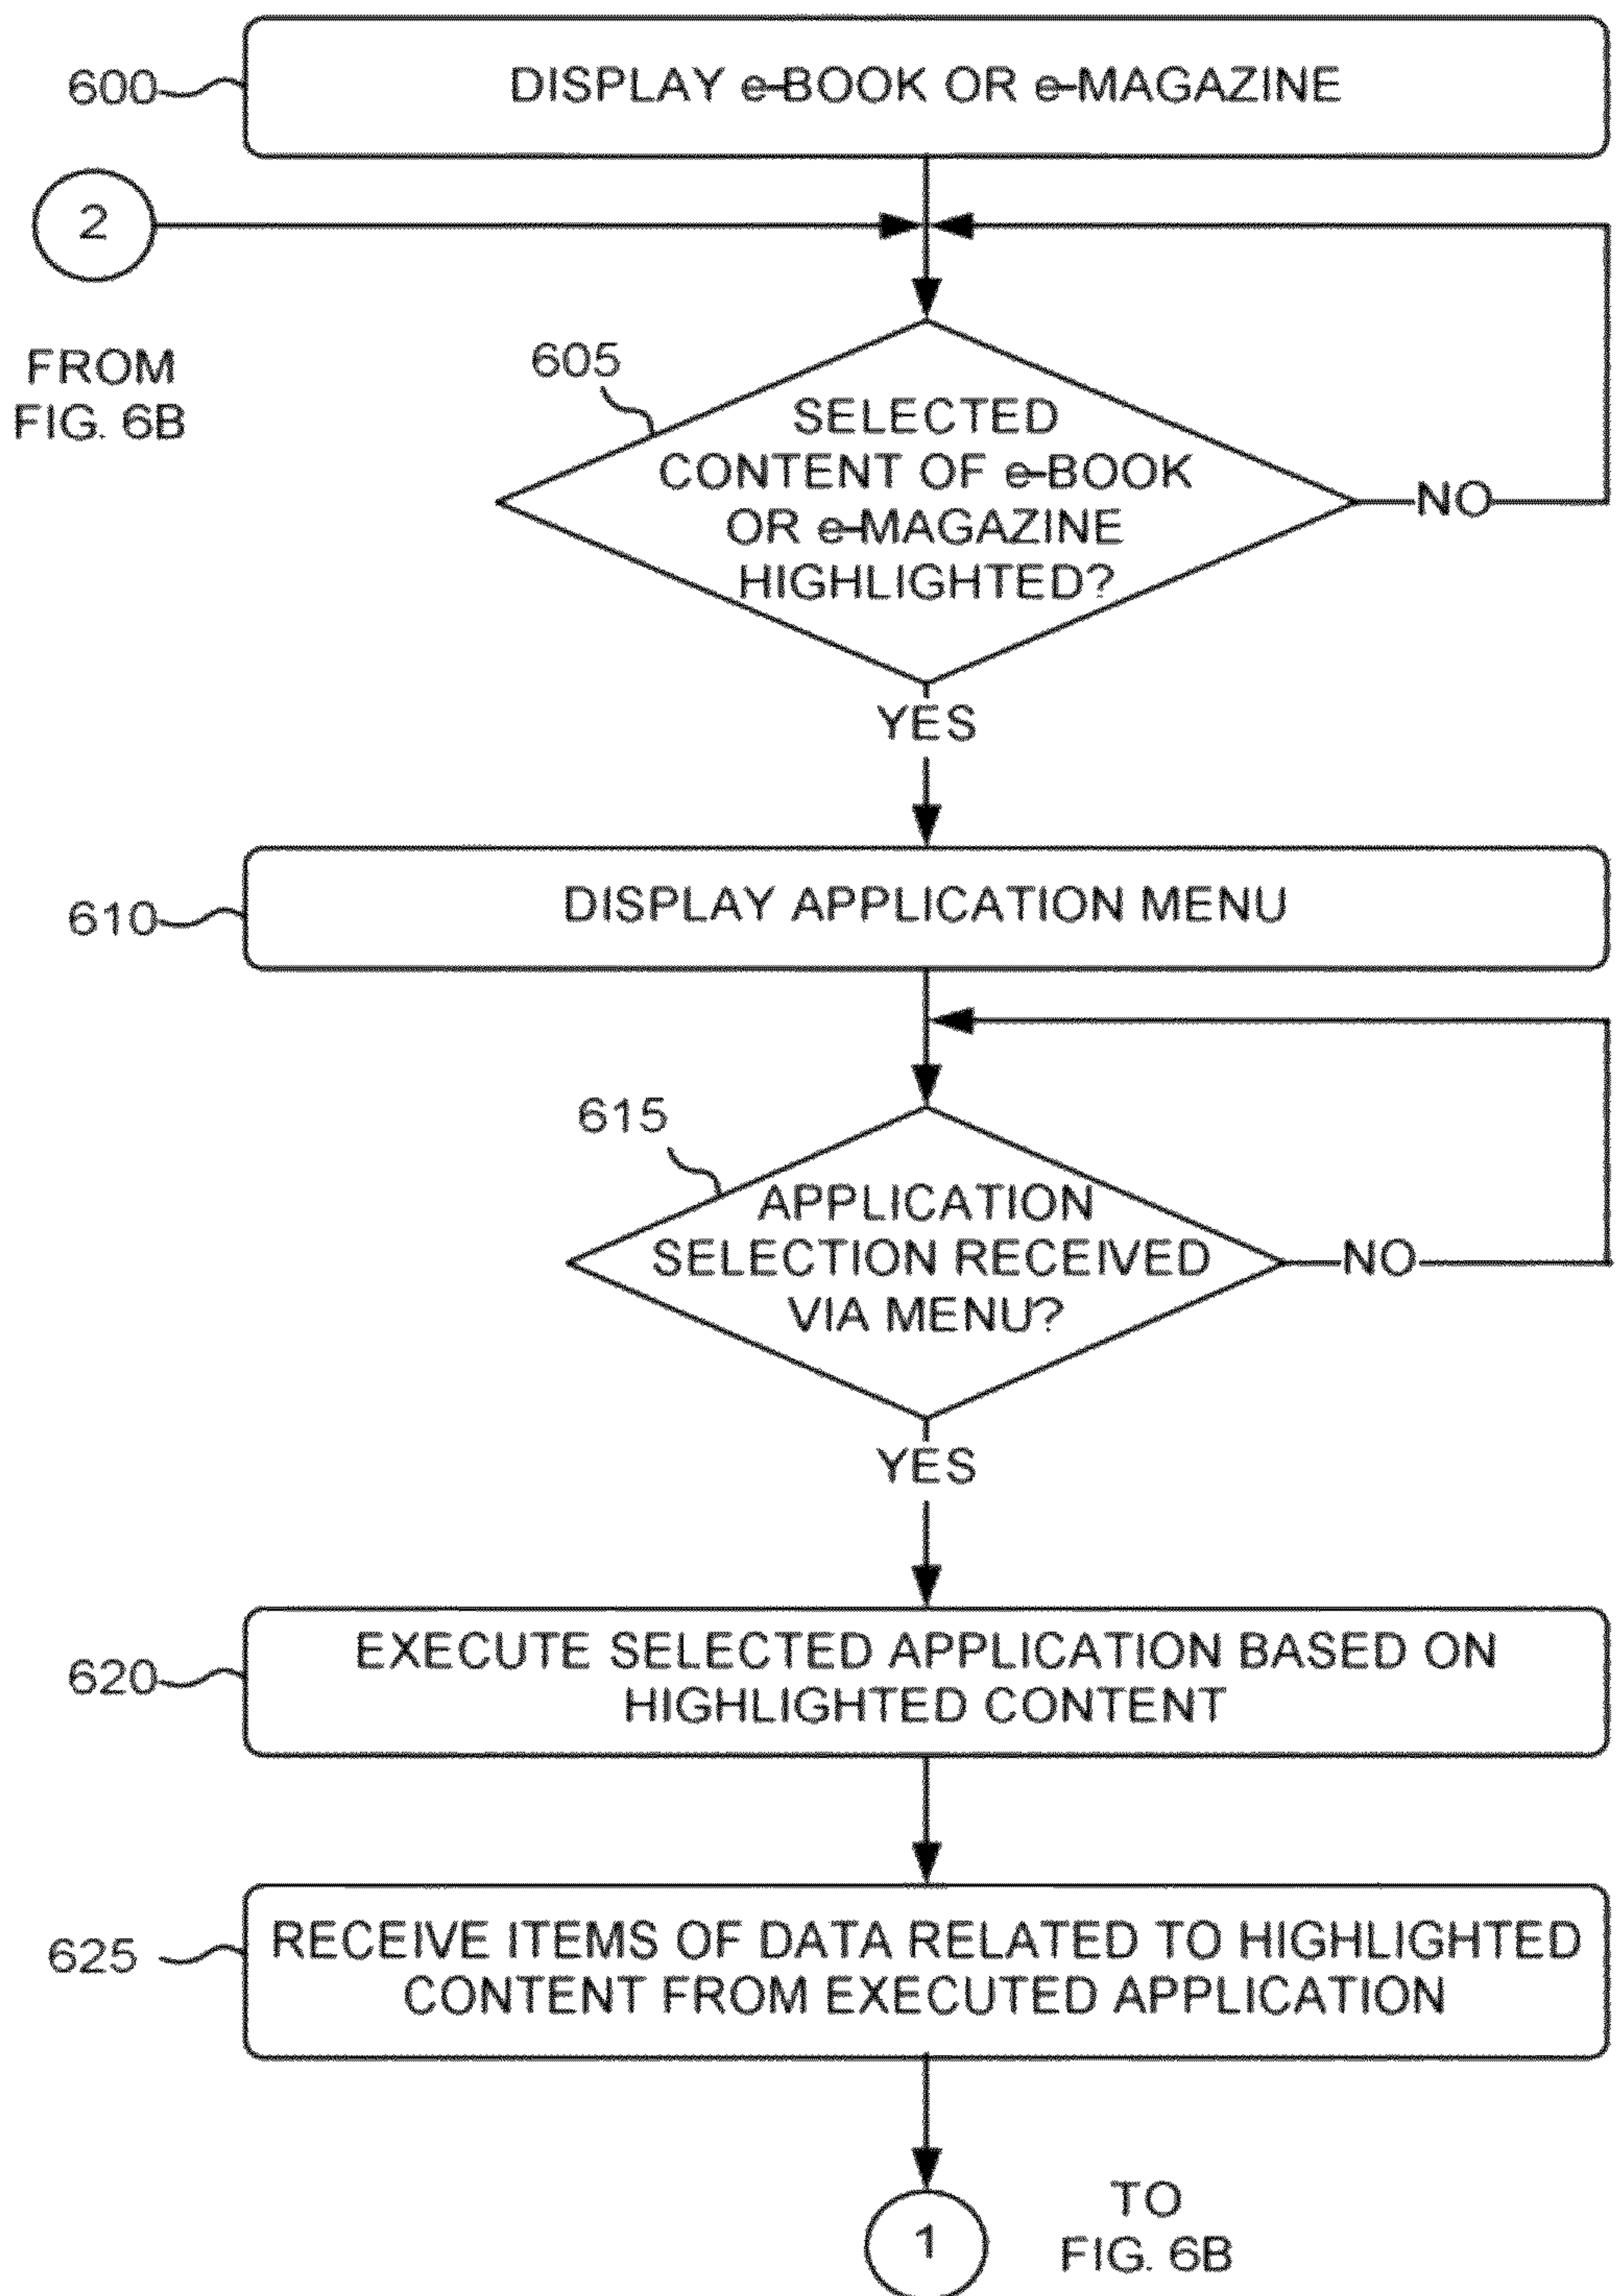 600
DISPLAY e-BOOK OR e-MAGAZINE
2
FROM
FIG. 6B
605
SELECTED
CONTENT OF e-BOOK
OR e-MAGAZINE
HIGHLIGHTED?
NO
YES
610
DISPLAY APPLICATION MENU
615
APPLICATION
SELECTION RECEIVED
VIA MENU?
NO
YES
620
EXECUTE SELECTED APPLICATION BASED ON
HIGHLIGHTED CONTENT
625
RECEIVE ITEMS OF DATA RELATED TO HIGHLIGHTED
CONTENT FROM EXECUTED APPLICATION
1
TO
FIG. 6B